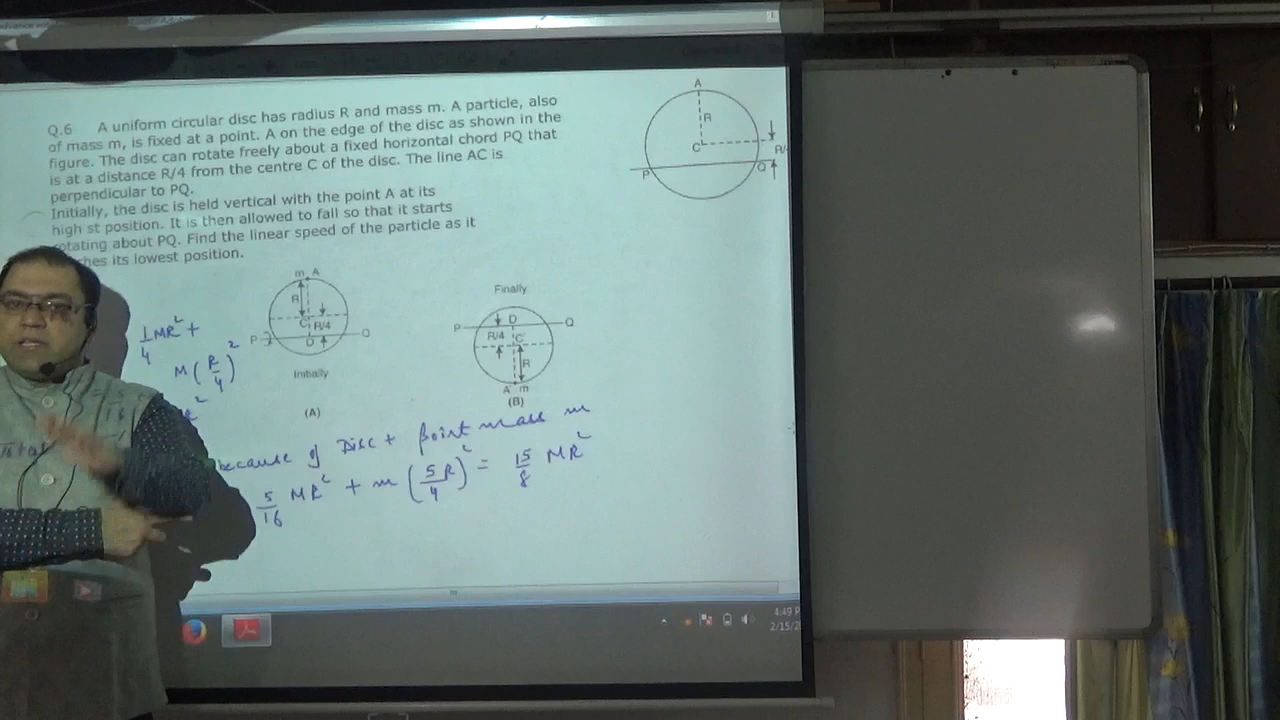 Q.6 A uniform circular disc has radius R and mass m. A particle, also
of mass m, is fixed at a point. A on the edge of the disc as shown in the
figure. The disc can rotate freely about a fixed horizontal chord PQ that
is at a distance R/4 from the centre C of the disc. The line AC is
perpendicular to PQ.
Initially, the disc is held vertical with the point A at its
high st position. It is then allowed to fall so that it starts
otating about PQ. Find the linear speed of the particle as it
ches its lowest position.
A
R
C
R/
P
Q
m A
R
C
R/4
P
Q
D
Initially
(A)
Finally
P
D
Q
R/4
C
R
A m
(B)
1/4 MR² +
M(R/4)²
because of Disc + point mass m
5/16 MR² + m(5R/4)² = 15/8 MR²
4:49 P
2/15/2